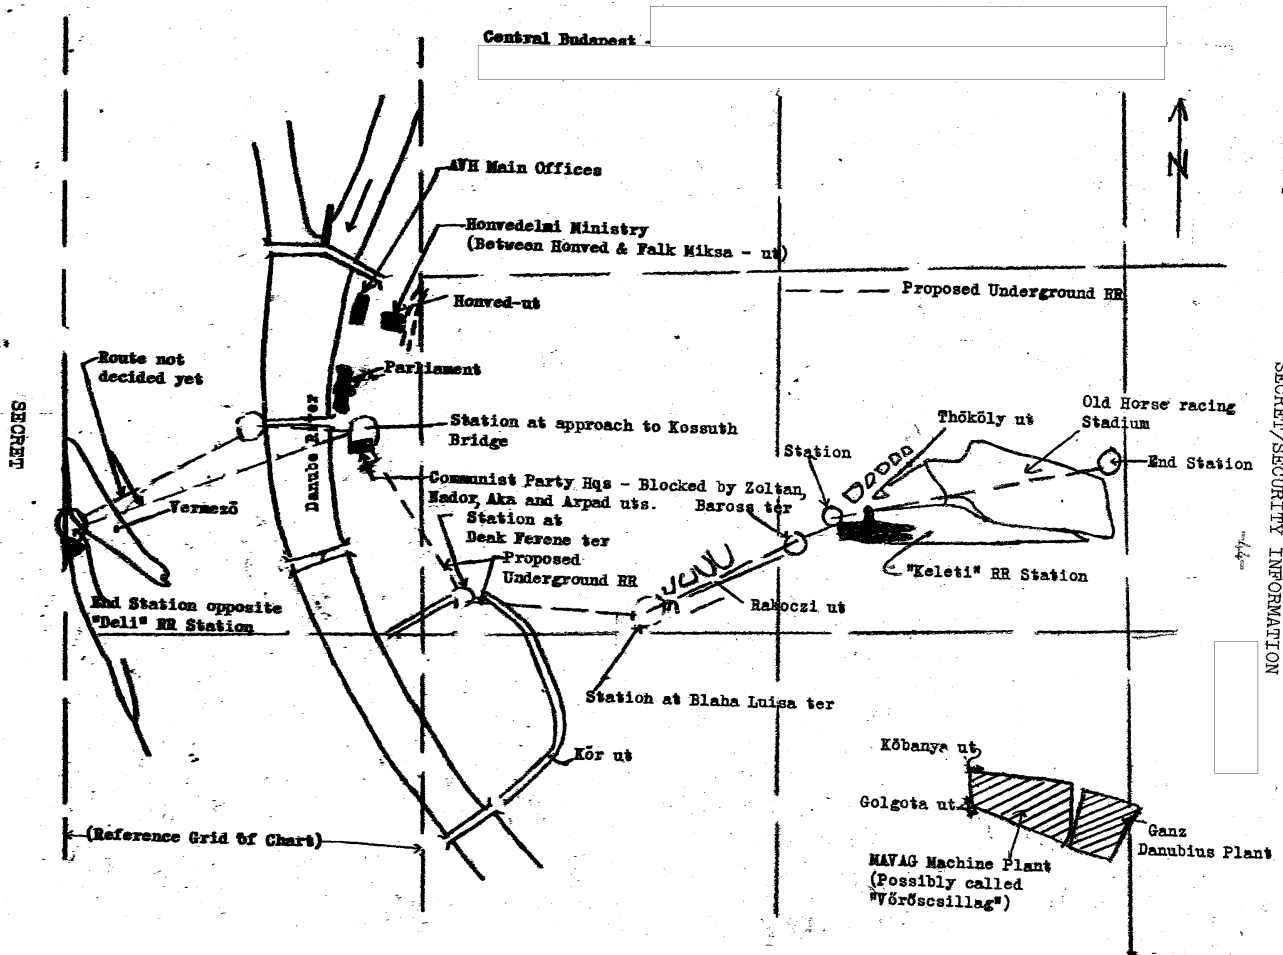 Central Budapest -
AVH Main Offices
Honvedelmi Ministry
(Between Honved & Falk Miksa - ut)
N
Proposed Underground RR
Honved-ut
Route not
decided yet
Parliament
Old Horse racing
Stadium
Thököly ut
Station at approach to Kossuth
Bridge
Danube River
Station
End Station
Communist Party Hqs - Blocked by Zoltan,
Nador, Aka and Arpad uts.
Baross ter
Vermezö
Station at
Deak Ferenc ter
Proposed
Underground RR
"Keleti" RR Station
Rakoczi ut
End Station opposite
"Deli" RR Station
Station at Blaha Luisa ter
Kör ut
Köbanya ut
Golgota ut
(Reference Grid of Chart)
Ganz
Danubius Plant
MAVAG Machine Plant
(Possibly called
"Vöröscsillag")
SECRET
SECRET/SECURITY INFORMATION